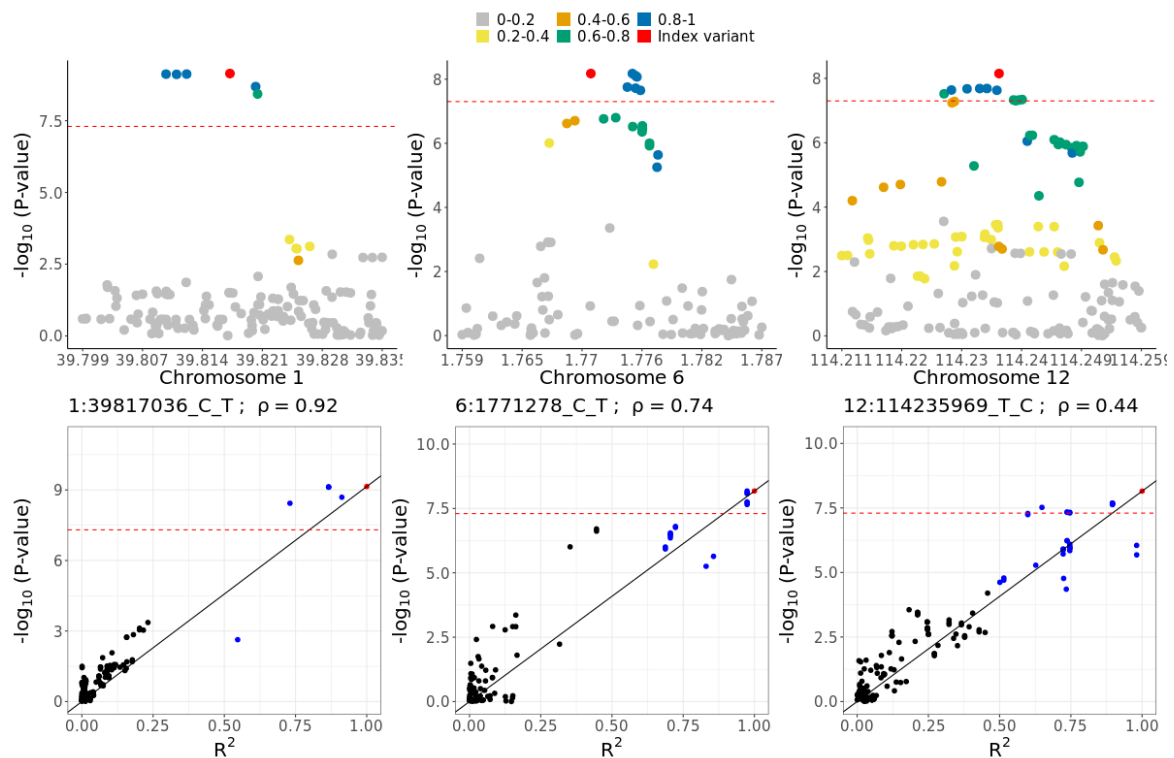 0-0.2 0.4-0.6 0.8-1
0.2-0.4 0.6-0.8 Index variant
-log10 (P-value)
7.5
5.0
2.5
0.0
39.799 39.807 39.814 39.821 39.828 39.835
Chromosome 1
-log10 (P-value)
8
6
4
2
0
1.759 1.765 1.77 1.776 1.782 1.787
Chromosome 6
-log10 (P-value)
8
6
4
2
0
114.211 114.22 114.23 114.24 114.249 114.259
Chromosome 12
1:39817036_C_T ; ρ = 0.92
-log10 (P-value)
9
6
3
0
0.00 0.25 0.50 0.75 1.00
R²
6:1771278_C_T ; ρ = 0.74
-log10 (P-value)
10.0
7.5
5.0
2.5
0.0
0.00 0.25 0.50 0.75 1.00
R²
12:114235969_T_C ; ρ = 0.44
-log10 (P-value)
10.0
7.5
5.0
2.5
0.0
0.00 0.25 0.50 0.75 1.00
R²